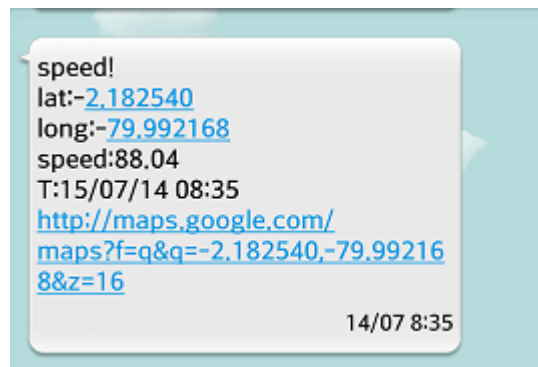 speed!
lat:-2.182540
long:-79.992168
speed:88.04
T:15/07/14 08:35
http://maps.google.com/
maps?f=q&q=-2.182540,-79.99216
8&z=16
14/07 8:35